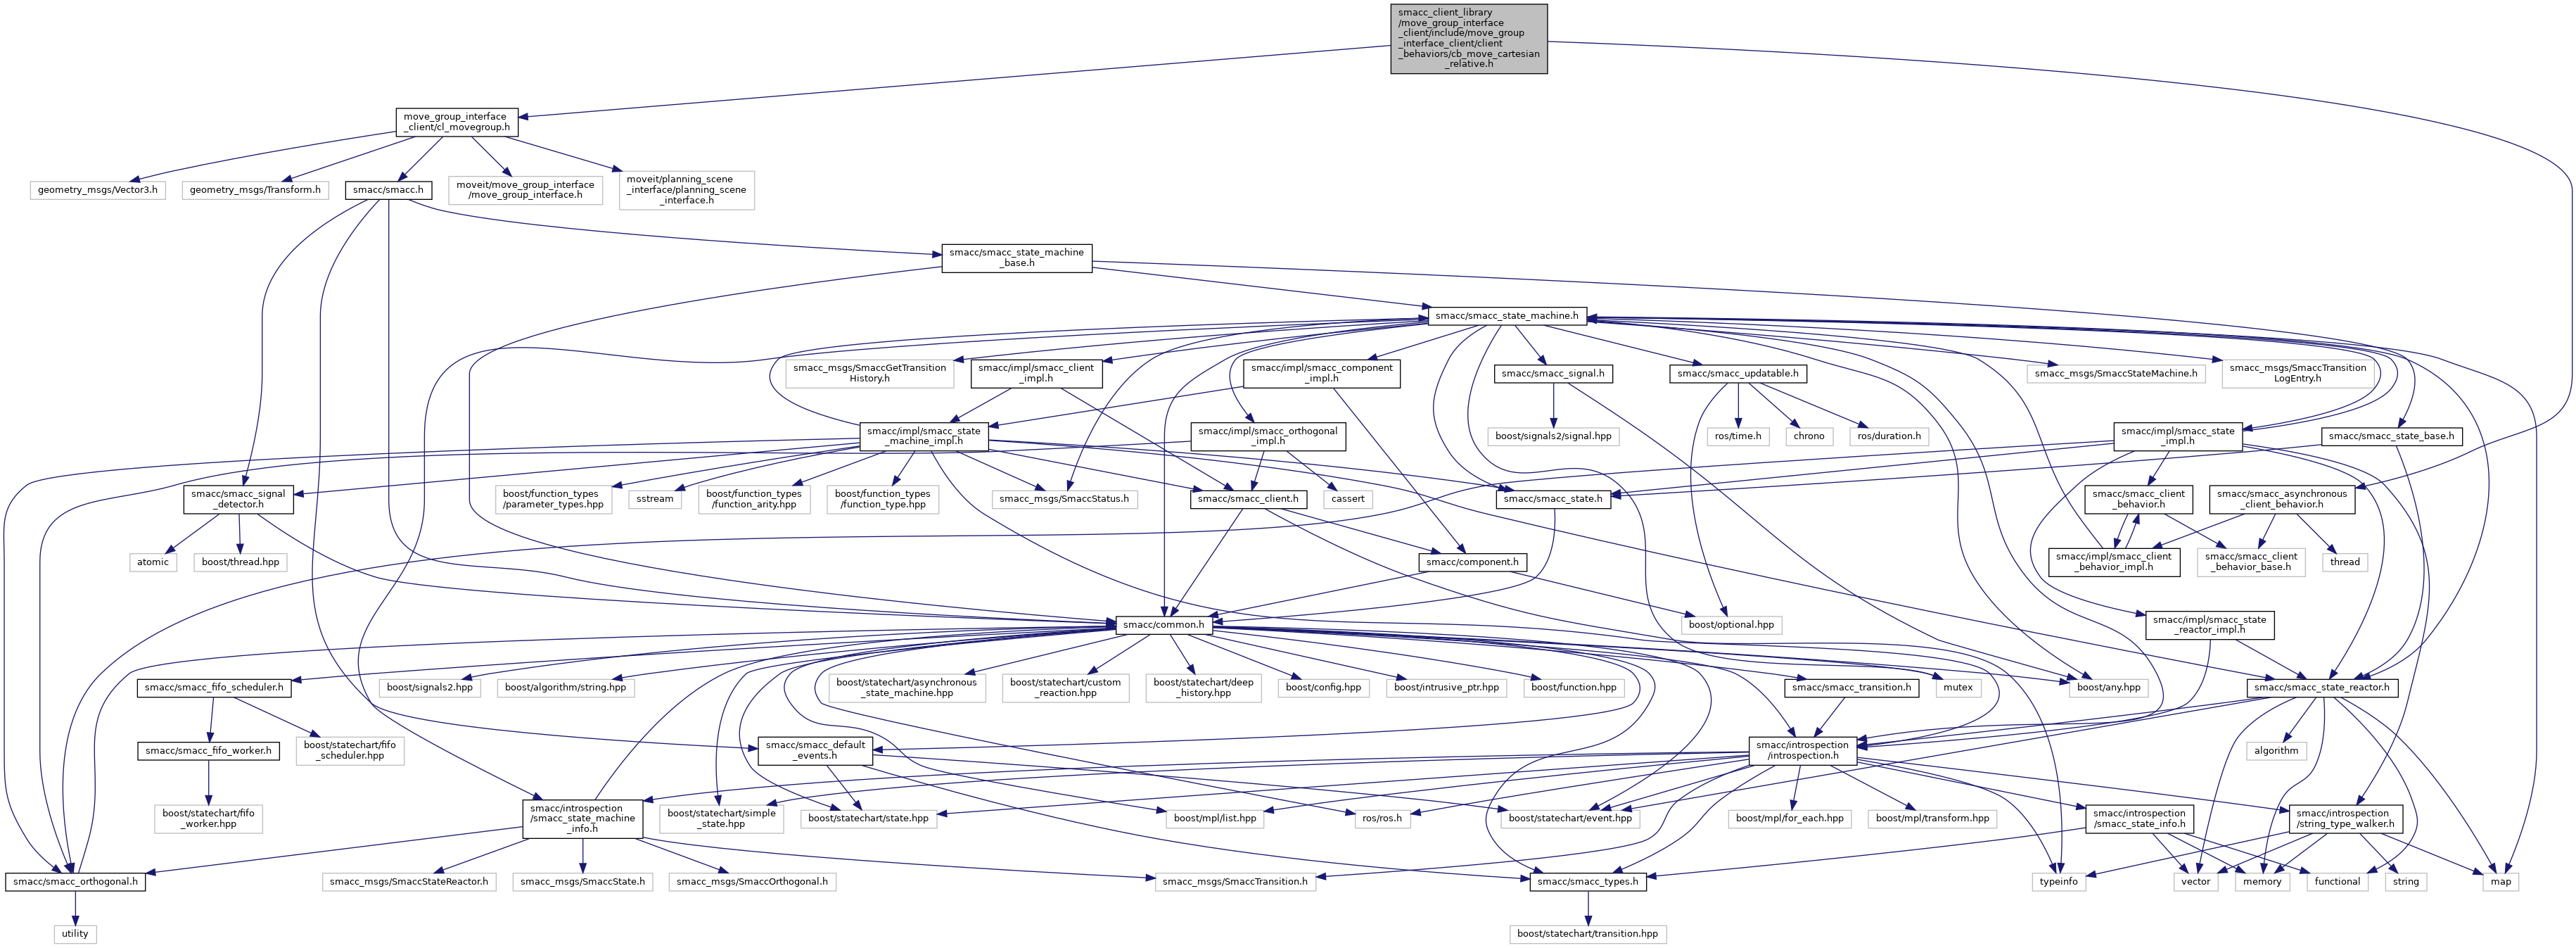 smacc_client_library
/move_group_interface
_client/include/move_group
_interface_client/client
_behaviors/cb_move_cartesian
_relative.h
move_group_interface
_client/cl_movegroup.h
geometry_msgs/Vector3.h
geometry_msgs/Transform.h
smacc/smacc.h
moveit/move_group_interface
/move_group_interface.h
moveit/planning_scene
_interface/planning_scene
_interface.h
smacc/smacc_state_machine
_base.h
smacc/smacc_state_machine.h
smacc_msgs/SmaccGetTransition
History.h
smacc/impl/smacc_client
_impl.h
smacc/impl/smacc_component
_impl.h
smacc/smacc_signal.h
smacc/smacc_updatable.h
smacc_msgs/SmaccStateMachine.h
smacc_msgs/SmaccTransition
LogEntry.h
smacc/impl/smacc_state
_machine_impl.h
smacc/impl/smacc_orthogonal
_impl.h
boost/signals2/signal.hpp
ros/time.h
chrono
ros/duration.h
smacc/impl/smacc_state
_impl.h
smacc/smacc_state_base.h
smacc/smacc_signal
_detector.h
boost/function_types
/parameter_types.hpp
sstream
boost/function_types
/function_arity.hpp
boost/function_types
/function_type.hpp
smacc_msgs/SmaccStatus.h
smacc/smacc_client.h
cassert
smacc/smacc_state.h
smacc/smacc_client
_behavior.h
smacc/smacc_asynchronous
_client_behavior.h
atomic
boost/thread.hpp
smacc/component.h
smacc/impl/smacc_client
_behavior_impl.h
smacc/smacc_client
_behavior_base.h
thread
smacc/common.h
boost/optional.hpp
smacc/impl/smacc_state
_reactor_impl.h
smacc/smacc_fifo_scheduler.h
boost/signals2.hpp
boost/algorithm/string.hpp
boost/statechart/asynchronous
_state_machine.hpp
boost/statechart/custom
_reaction.hpp
boost/statechart/deep
_history.hpp
boost/config.hpp
boost/intrusive_ptr.hpp
boost/function.hpp
smacc/smacc_transition.h
mutex
boost/any.hpp
smacc/smacc_state_reactor.h
smacc/smacc_fifo_worker.h
boost/statechart/fifo
_scheduler.hpp
smacc/smacc_default
_events.h
smacc/introspection
/introspection.h
algorithm
boost/statechart/fifo
_worker.hpp
smacc/introspection
/smacc_state_machine
_info.h
boost/statechart/simple
_state.hpp
boost/statechart/state.hpp
boost/mpl/list.hpp
ros/ros.h
boost/statechart/event.hpp
boost/mpl/for_each.hpp
boost/mpl/transform.hpp
smacc/introspection
/smacc_state_info.h
smacc/introspection
/string_type_walker.h
smacc/smacc_orthogonal.h
smacc_msgs/SmaccStateReactor.h
smacc_msgs/SmaccState.h
smacc_msgs/SmaccOrthogonal.h
smacc_msgs/SmaccTransition.h
smacc/smacc_types.h
typeinfo
vector
memory
functional
string
map
utility
boost/statechart/transition.hpp